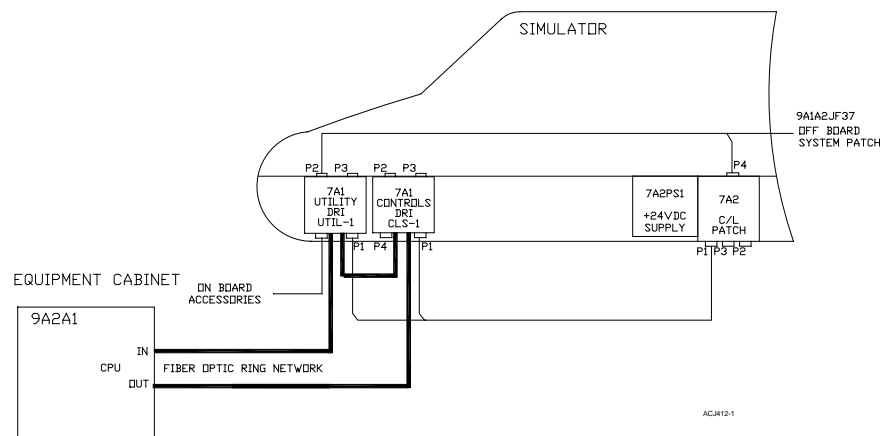 SIMULATOR
9A1A2JF37
OFF BOARD
SYSTEM PATCH
P2
P3
P2
P3
P4
7A1
UTILITY
DRI
UTIL-1
7A1
CONTROLS
DRI
CLS-1
7A2PS1
+24VDC
SUPPLY
7A2
C/L
PATCH
P1
P4
P1
P1
P3
P2
ON BOARD
ACCESSORIES
EQUIPMENT CABINET
9A2A1
IN
CPU
FIBER OPTIC RING NETWORK
OUT
ACJ412-1